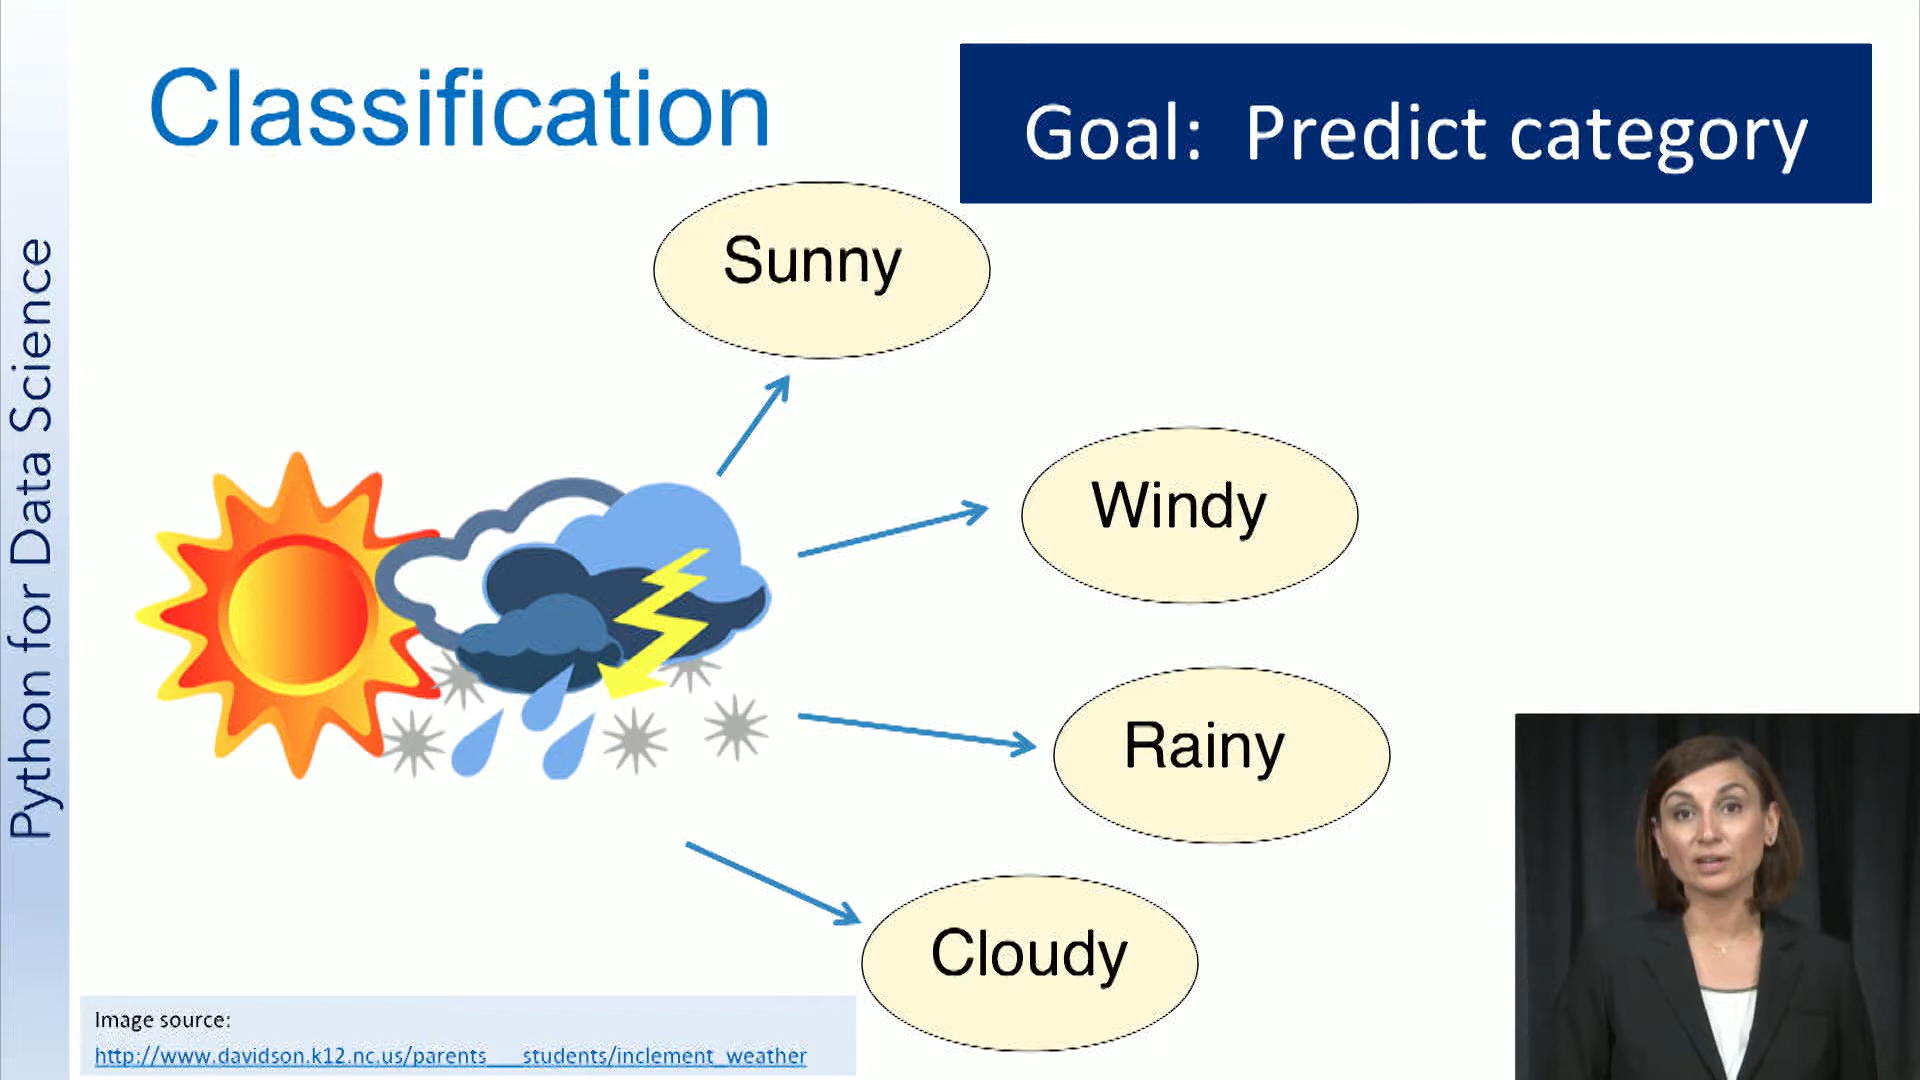 Classification
Goal: Predict category
Sunny
Windy
Rainy
Cloudy
Python for Data Science
Image source:
http://www.davidson.k12.nc.us/parents___students/inclement_weather